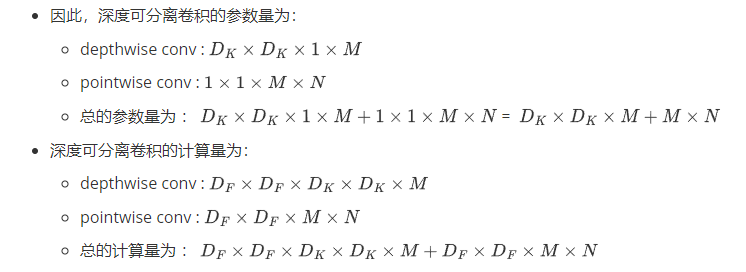 因此，深度可分离卷积的参数量为：
depthwise conv : $D_K \times D_K \times 1 \times M$
pointwise conv : $1 \times 1 \times M \times N$
总的参数量为： $D_K \times D_K \times 1 \times M + 1 \times 1 \times M \times N$ = $D_K \times D_K \times M + M \times N$
深度可分离卷积的计算量为：
depthwise conv : $D_F \times D_F \times D_K \times D_K \times M$
pointwise conv : $D_F \times D_F \times M \times N$
总的计算量为： $D_F \times D_F \times D_K \times D_K \times M + D_F \times D_F \times M \times N$